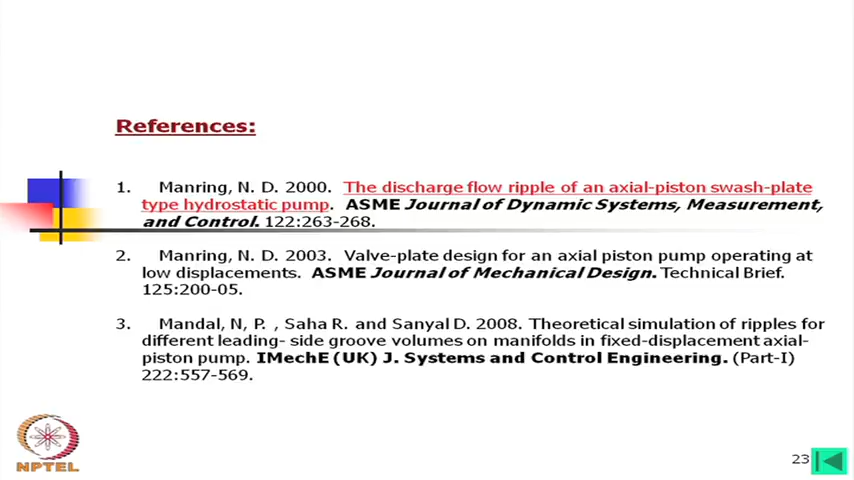 References:
1. Manring, N. D. 2000. The discharge flow ripple of an axial-piston swash-plate
type hydrostatic pump. ASME Journal of Dynamic Systems, Measurement,
and Control. 122:263-268.
2. Manring, N. D. 2003. Valve-plate design for an axial piston pump operating at
low displacements. ASME Journal of Mechanical Design. Technical Brief.
125:200-05.
3. Mandal, N, P. , Saha R. and Sanyal D. 2008. Theoretical simulation of ripples for
different leading- side groove volumes on manifolds in fixed-displacement axial-
piston pump. IMechE (UK) J. Systems and Control Engineering. (Part-I)
222:557-569.
NPTEL
23